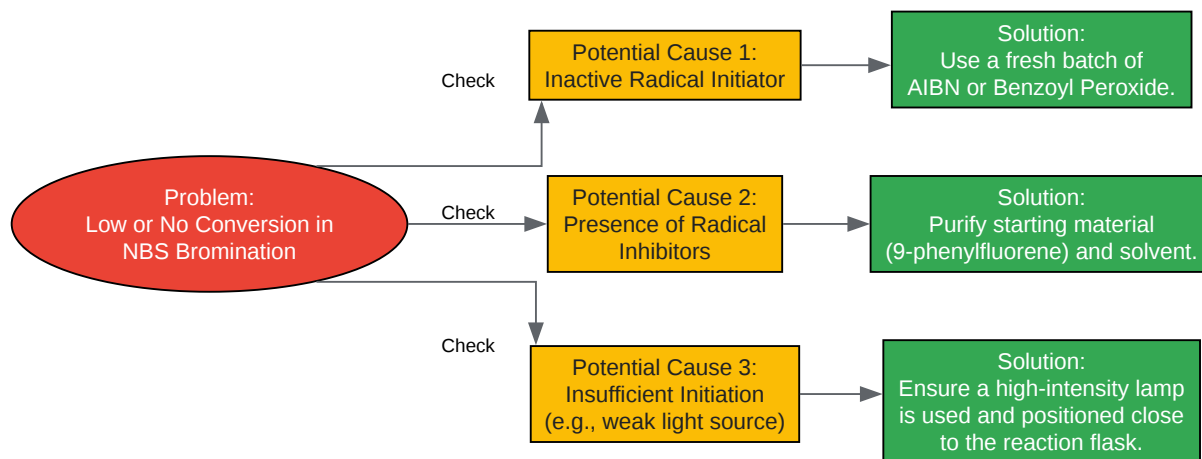 Problem:
Low or No Conversion in
NBS Bromination
Check
Potential Cause 1:
Inactive Radical Initiator
Solution:
Use a fresh batch of
AIBN or Benzoyl Peroxide.
Check
Potential Cause 2:
Presence of Radical
Inhibitors
Solution:
Purify starting material
(9-phenylfluorene) and solvent.
Check
Potential Cause 3:
Insufficient Initiation
(e.g., weak light source)
Solution:
Ensure a high-intensity lamp
is used and positioned close
to the reaction flask.